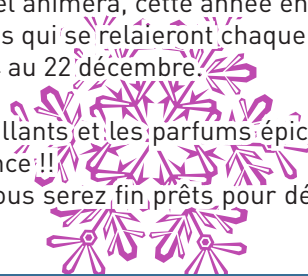 et animera, cette année en
s qui se relaieront chaque
au 22 décembre.
llants et les parfums épic
nce !!
ous serez fin prêts pour dé